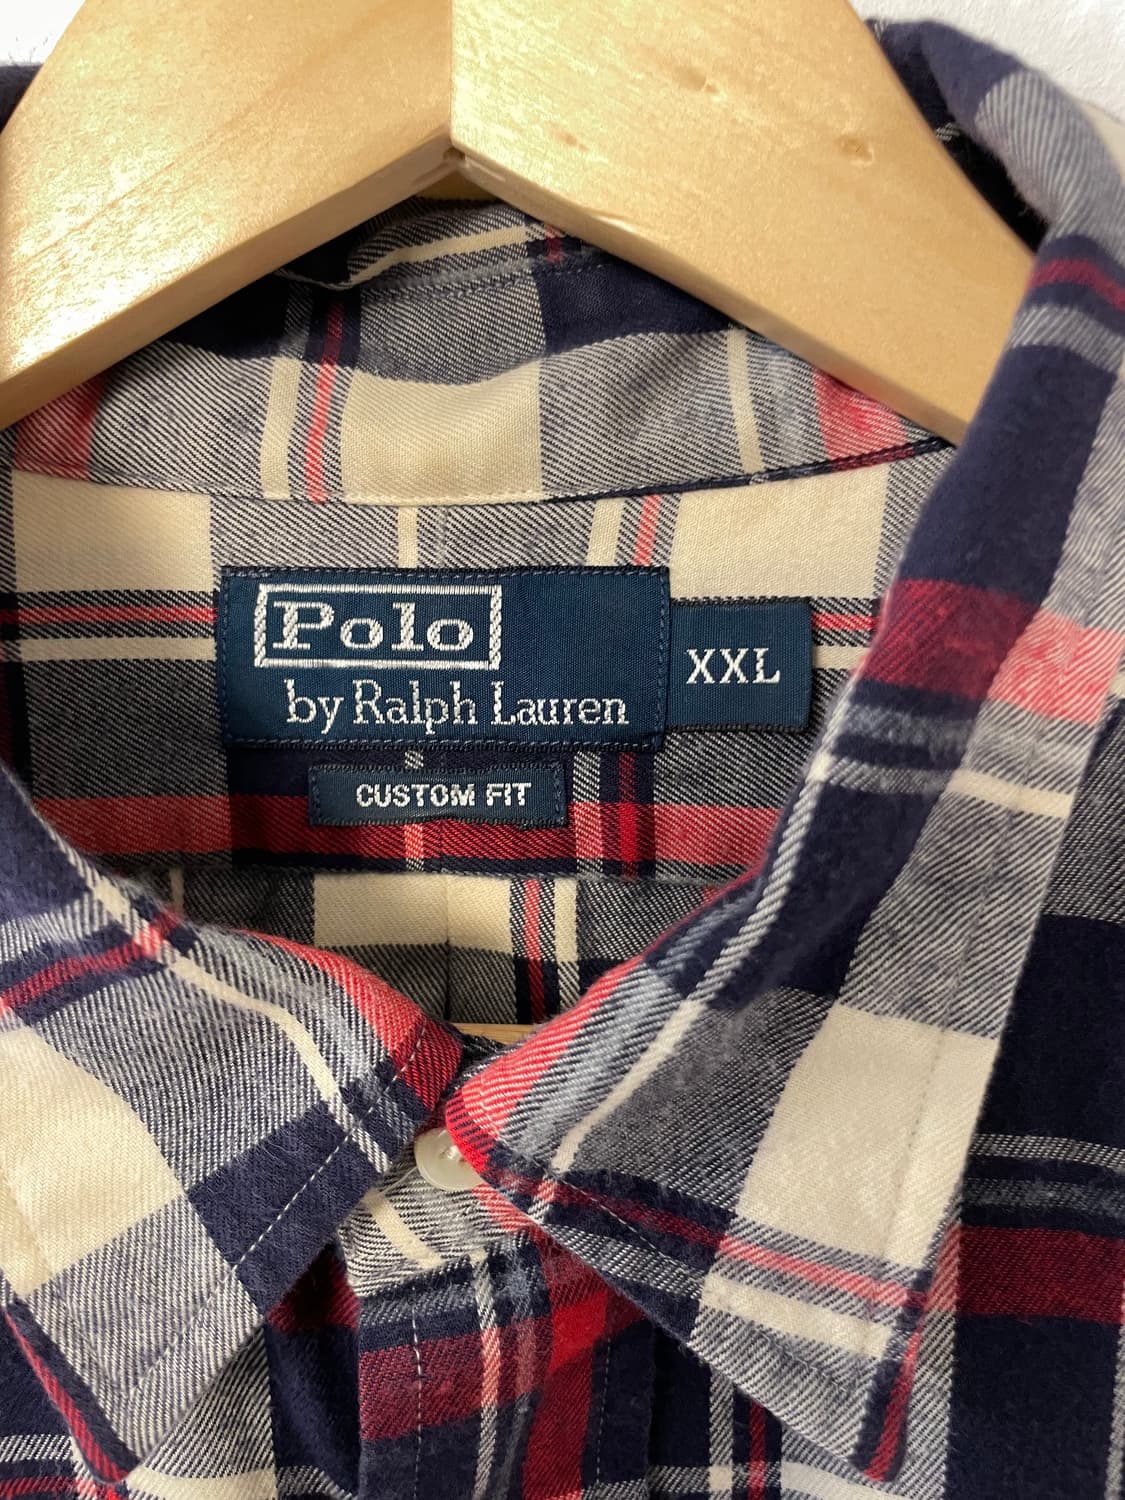 Polo
by Ralph Lauren
XXL
CUSTOM FIT